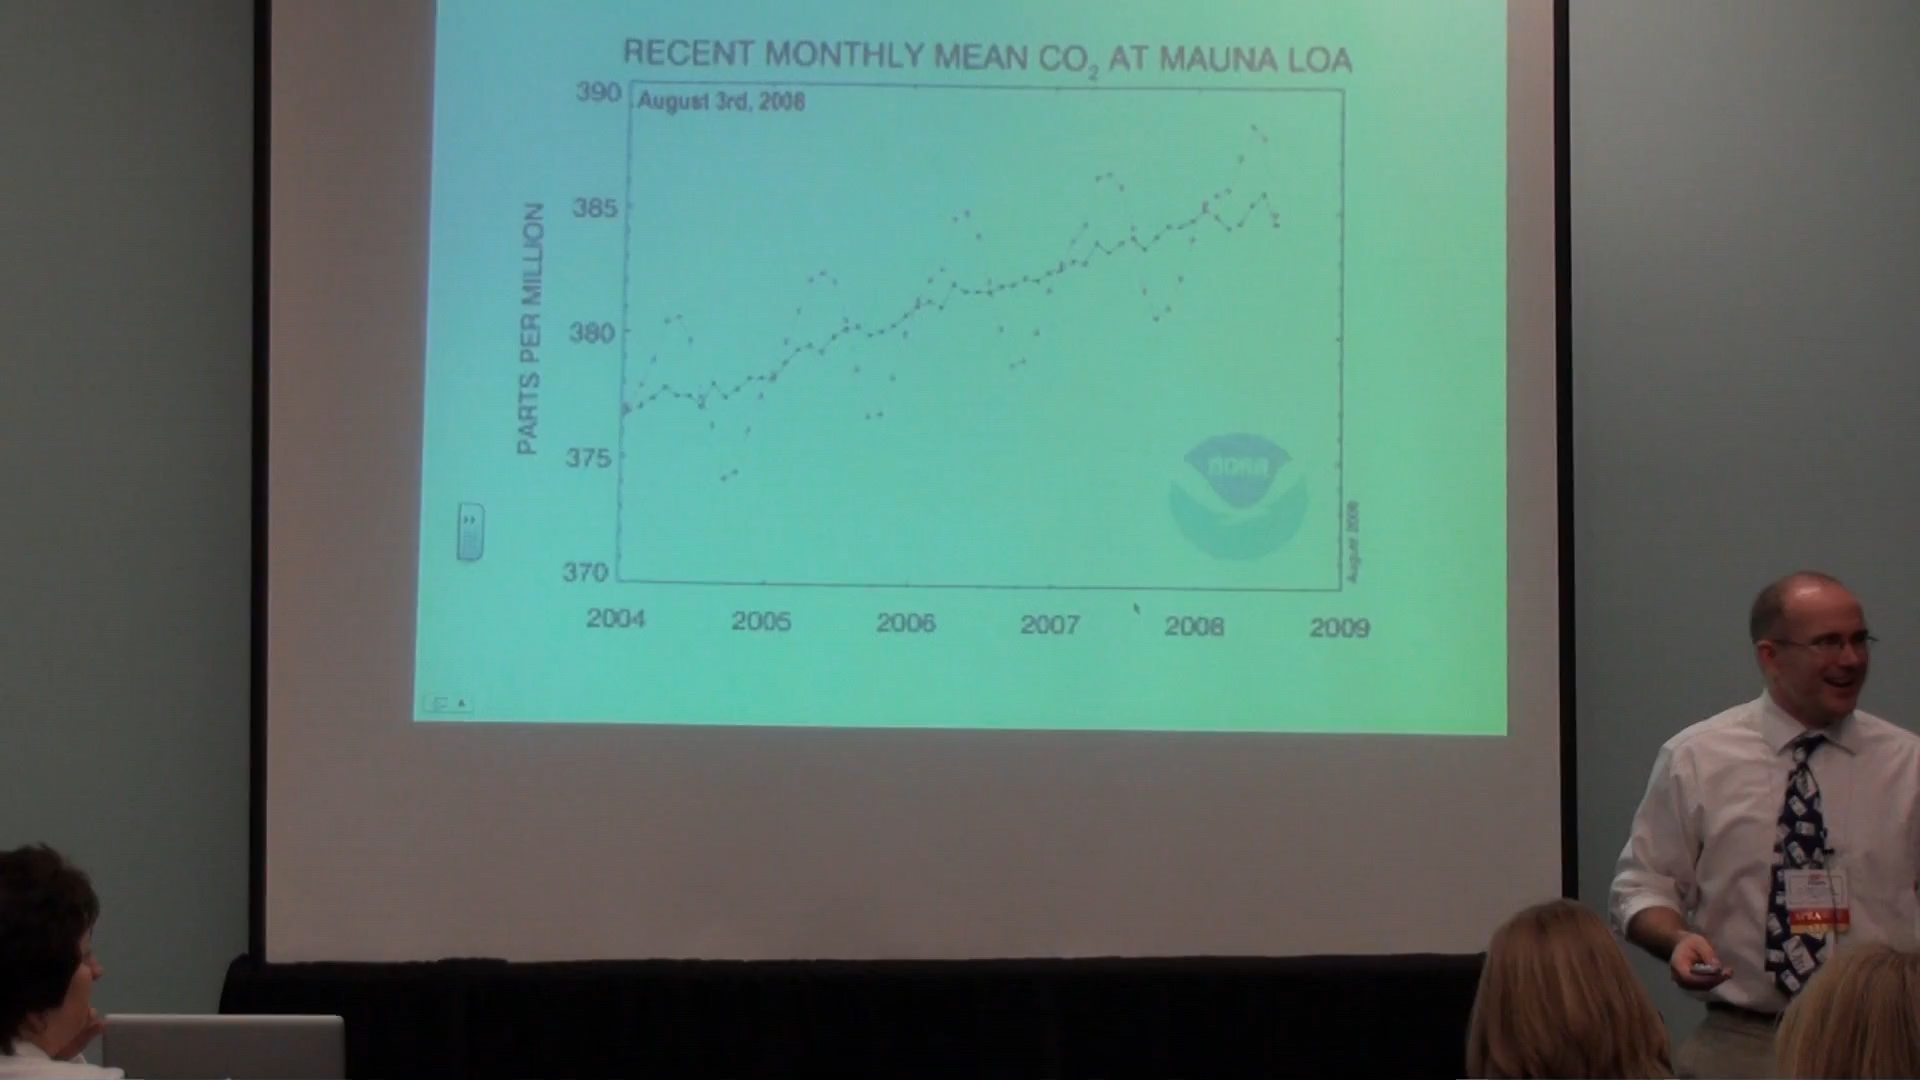 RECENT MONTHLY MEAN CO₂ AT MAUNA LOA
390
August 3rd, 2008
385
380
375
370
PARTS PER MILLION
noaa
August 2008
2004
2005
2006
2007
2008
2009